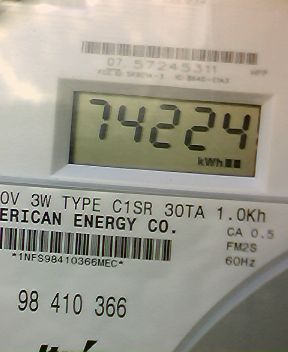 07 57245311
74224
kWh
0V 3W TYPE C1SR 30TA 1.0Kh
ERICAN ENERGY CO. CA 0.5
FM2S
*1NFS98410366MEC* 60Hz
98 410 366